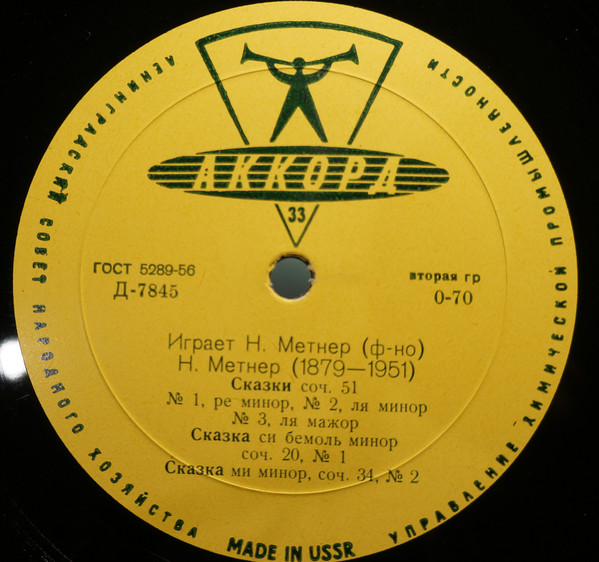 ЛЕНИНГРАДСКИЙ СОВЕТ НАРОДНОГО ХОЗЯЙСТВА
УПРАВЛЕНИЕ ХИМИЧЕСКОЙ ПРОМЫШЛЕННОСТИ
АККОРД
33
ГОСТ 5289-56
Д-7845
вторая гр
0-70
Играет Н. Метнер (ф-но)
Н. Метнер (1879—1951)
Сказки соч. 51
№ 1, ре минор, № 2, ля минор
№ 3, ля мажор
Сказка си бемоль минор
соч. 20, № 1
Сказка ми минор, соч. 34, № 2
MADE IN USSR